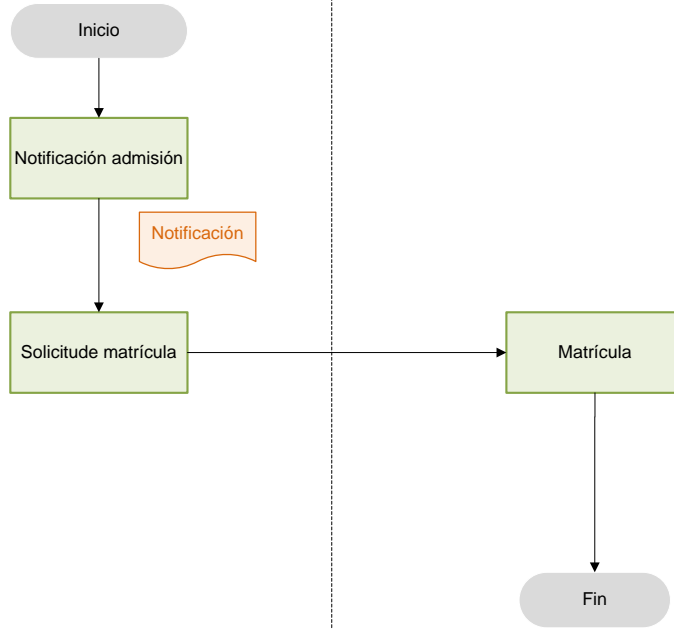 Inicio
Notificación admisión
Notificación
Solicitude matrícula
Matrícula
Fin